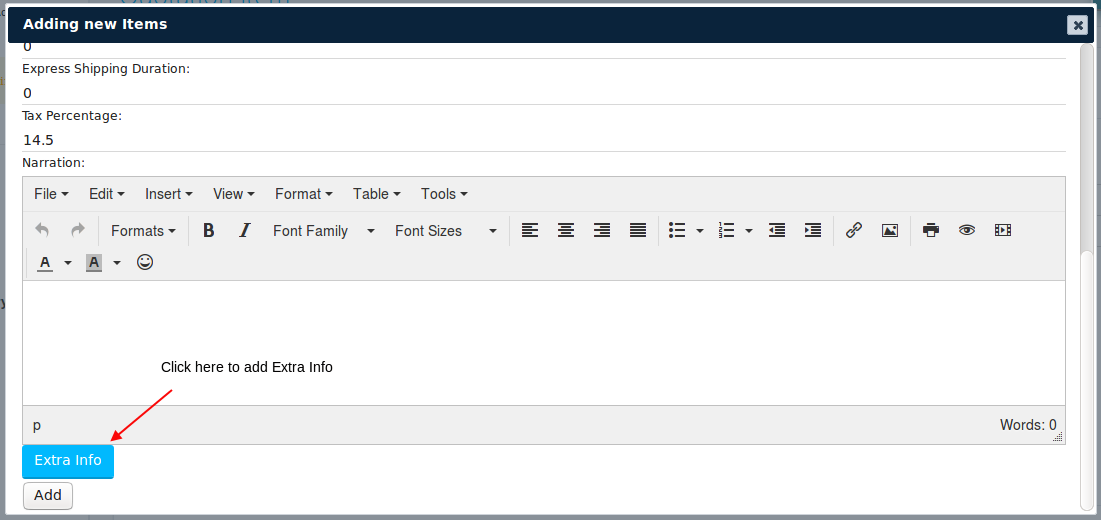 Adding new Items
0
Express Shipping Duration:
0
Tax Percentage:
14.5
Narration:
File Edit Insert View Format Table Tools
Formats B I Font Family Font Sizes
A A
Click here to add Extra Info
p Words: 0
Extra Info
Add